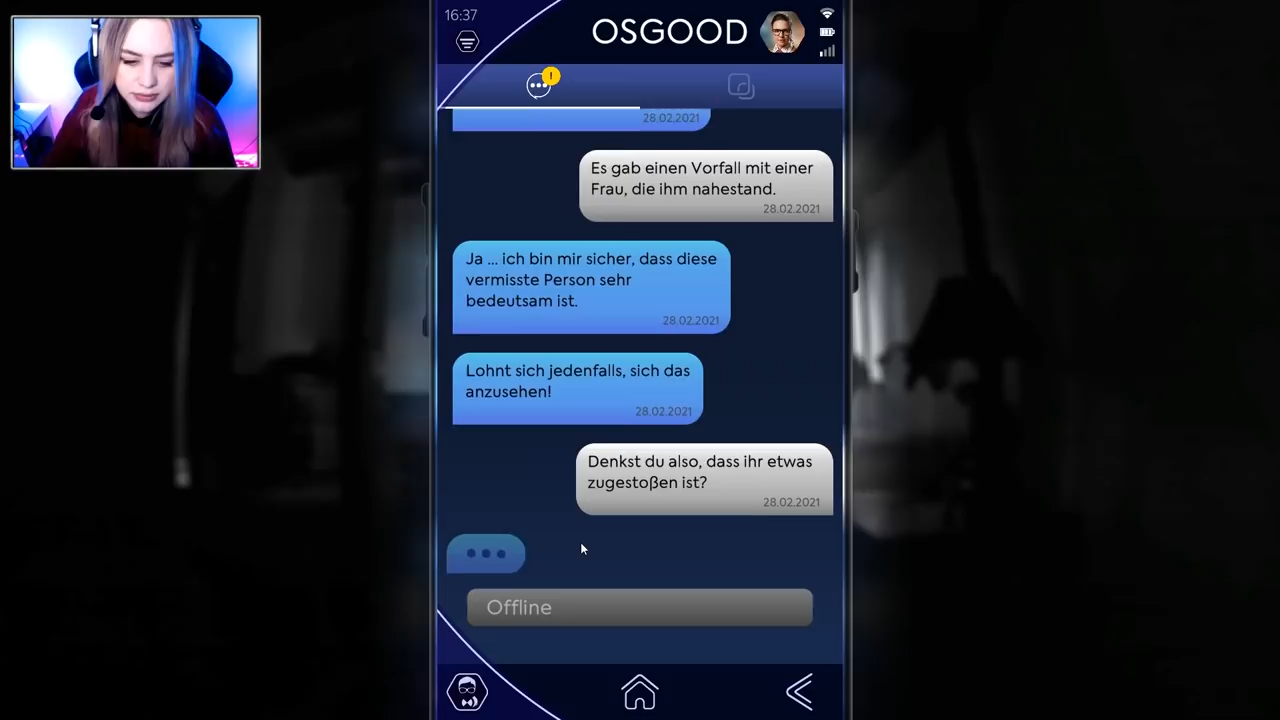 16:37
OSGOOD
!
28.02.2021
Es gab einen Vorfall mit einer
Frau, die ihm nahestand.
28.02.2021
Ja ... ich bin mir sicher, dass diese
vermisste Person sehr
bedeutsam ist.
28.02.2021
Lohnt sich jedenfalls, sich das
anzusehen!
28.02.2021
Denkst du also, dass ihr etwas
zugestoßen ist?
28.02.2021
Offline